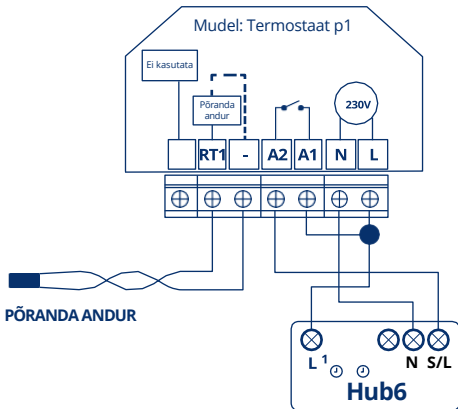 Mudel: Termostaat p1
Ei kasutata
Põranda
andur
230V
RT1 - A2 A1 N L
PÕRANDA ANDUR
L 1 N S/L
Hub6